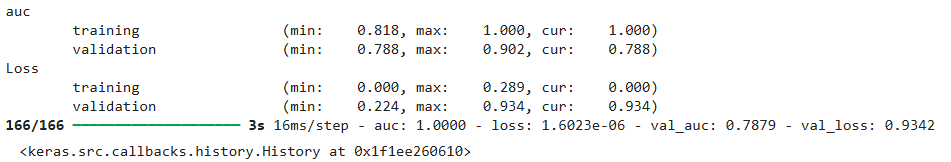 auc
training (min: 0.818, max: 1.000, cur: 1.000)
validation (min: 0.788, max: 0.902, cur: 0.788)
Loss
training (min: 0.000, max: 0.289, cur: 0.000)
validation (min: 0.224, max: 0.934, cur: 0.934)
166/166 ━━━━━━━━━━━━━━━━━━━━ 3s 16ms/step - auc: 1.0000 - loss: 1.6023e-06 - val_auc: 0.7879 - val_loss: 0.9342
<keras.src.callbacks.history.History at 0x1f1ee260610>